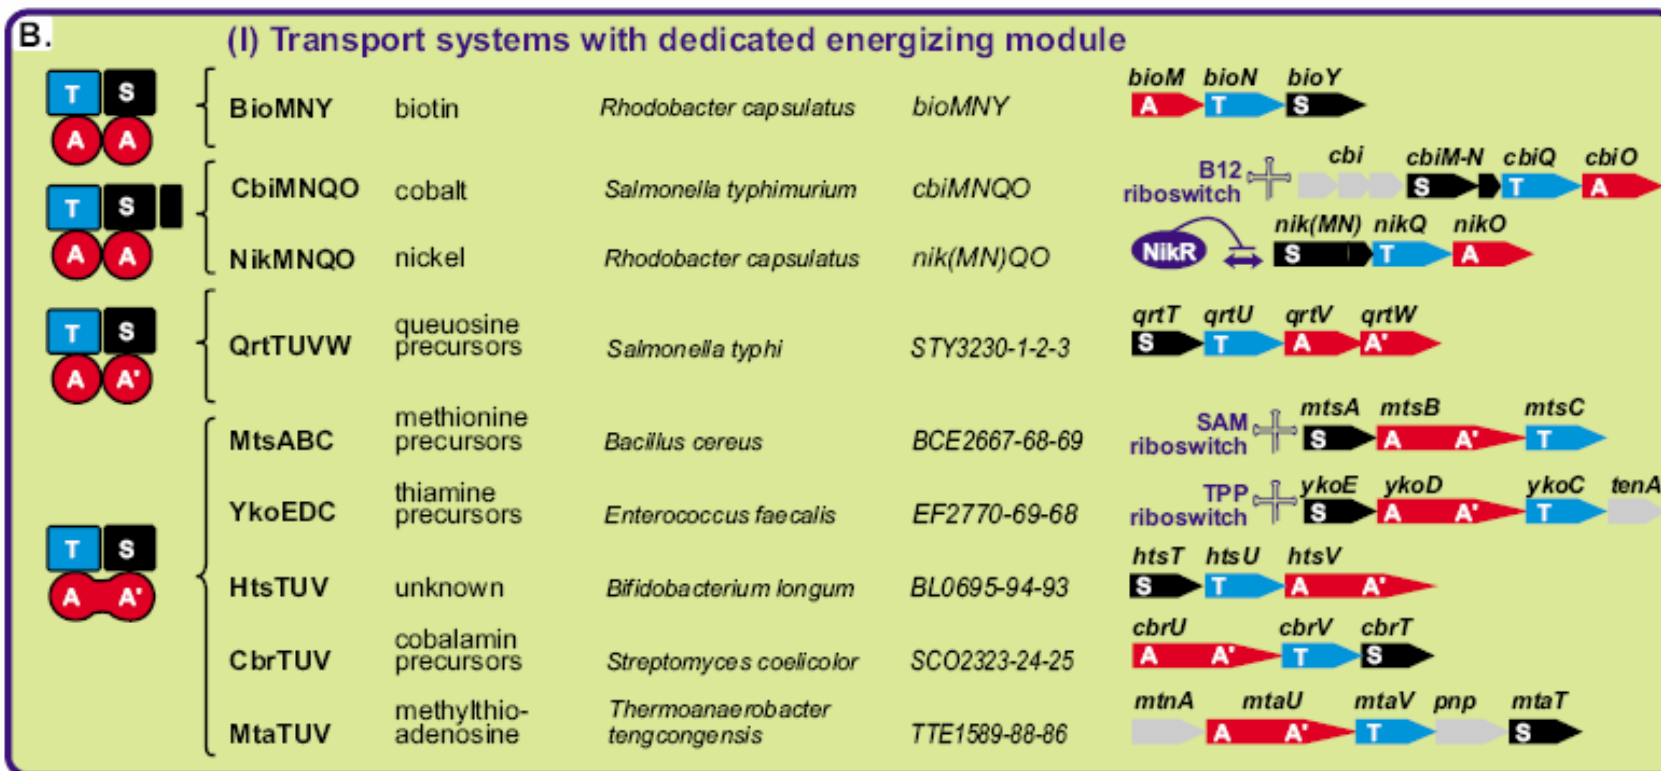 B.
(I) Transport systems with dedicated energizing module
T S
A A
BioMNY biotin Rhodobacter capsulatus bioMNY
bioM bioN bioY
A T S
T S
A A
CbiMNQO cobalt Salmonella typhimurium cbiMNQO
B12
riboswitch
cbi cbiM-N cbiQ cbiO
S T A
NikMNQO nickel Rhodobacter capsulatus nik(MN)QO
NikR
nik(MN) nikQ nikO
S T A
T S
A A'
QrtTUVW queuosine
precursors Salmonella typhi STY3230-1-2-3
qrtT qrtU qrtV qrtW
S T A A'
T S
A A'
MtsABC methionine
precursors Bacillus cereus BCE2667-68-69
SAM
riboswitch
mtsA mtsB mtsC
S A A' T
YkoEDC thiamine
precursors Enterococcus faecalis EF2770-69-68
TPP
riboswitch
ykoE ykoD ykoC tenA
S A A' T
HtsTUV unknown Bifidobacterium longum BL0695-94-93
htsT htsU htsV
S T A A'
CbrTUV cobalamin
precursors Streptomyces coelicolor SCO2323-24-25
cbrU cbrV cbrT
A A' T S
MtaTUV methylthio-
adenosine Thermoanaerobacter
tengcongensis TTE1589-88-86
mtnA mtaU mtaV pnp mtaT
A A' T S